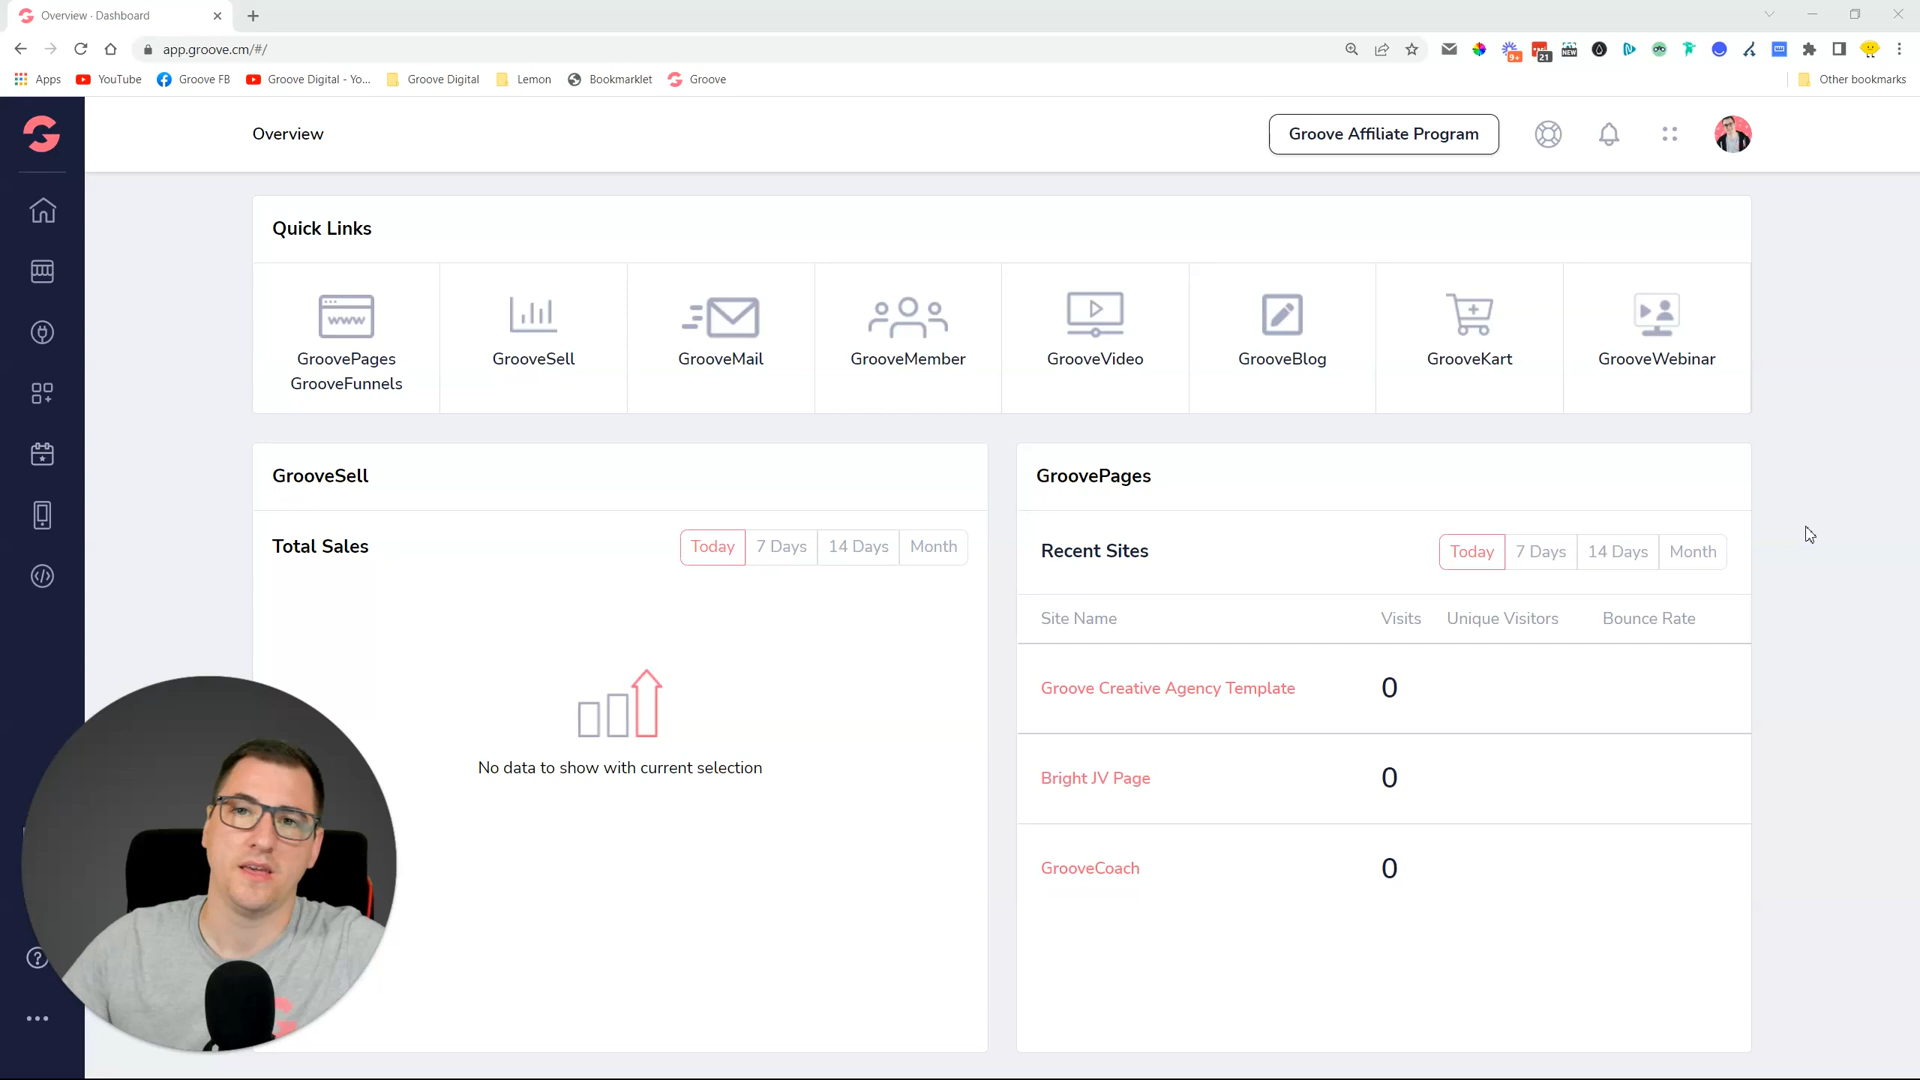 Overview · Dashboard
app.groove.cm/#/
9+
21
NEW
Apps
YouTube
Groove FB
Groove Digital - Yo...
Groove Digital
Lemon
Bookmarklet
Groove
Other bookmarks
Overview
Groove Affiliate Program
Quick Links
www
GroovePages
GrooveFunnels
GrooveSell
GrooveMail
GrooveMember
GrooveVideo
GrooveBlog
GrooveKart
GrooveWebinar
GrooveSell
Total Sales
Today
7 Days
14 Days
Month
No data to show with current selection
GroovePages
Recent Sites
Today
7 Days
14 Days
Month
Site Name
Visits
Unique Visitors
Bounce Rate
Groove Creative Agency Template
0
Bright JV Page
0
GrooveCoach
0